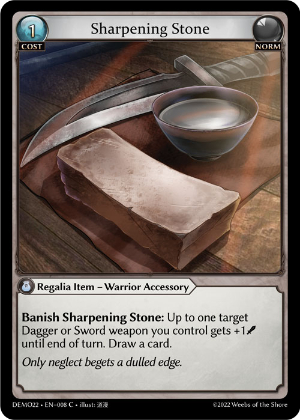 Sharpening Stone
1
COST
NORM
Regalia Item – Warrior Accessory
Banish Sharpening Stone: Up to one target
Dagger or Sword weapon you control gets +1
until end of turn. Draw a card.
Only neglect begets a dulled edge.
DEMO22 • EN-008 C • illust: 道漫
©2022 Weebs of the Shore